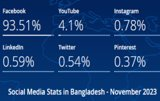 Facebook YouTube Instagram
93.51% 4.1% 0.78%
LinkedIn Twitter Pinterest
0.59% 0.54% 0.37%
Social Media Stats in Bangladesh - November 2023